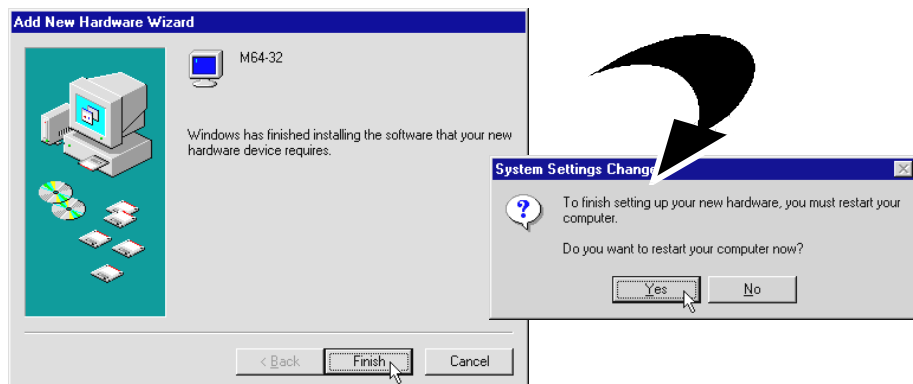 Add New Hardware Wizard
M64-32
Windows has finished installing the software that your new
hardware device requires.
< Back
Finish
Cancel
System Settings Change
?
To finish setting up your new hardware, you must restart your
computer.
Do you want to restart your computer now?
Yes
No